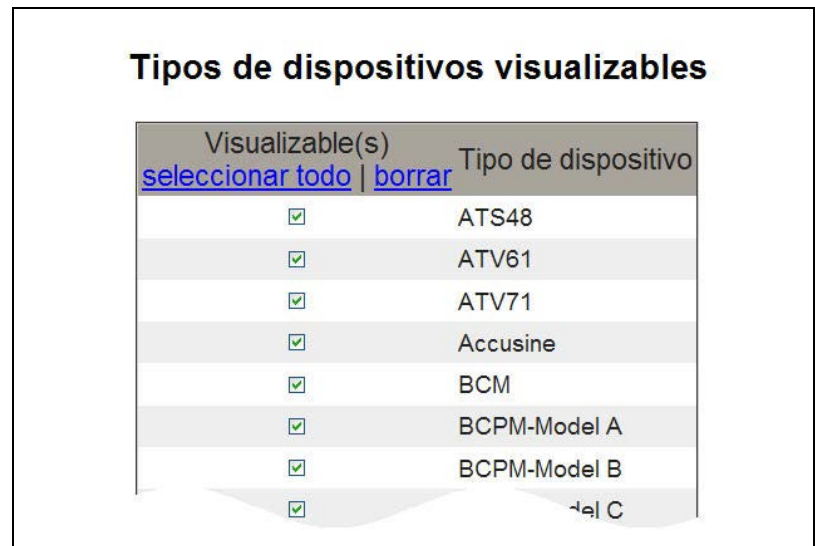 Tipos de dispositivos visualizables
Visualizable(s)
seleccionar todo | borrar
Tipo de dispositivo
ATS48
ATV61
ATV71
Accusine
BCM
BCPM-Model A
BCPM-Model B
C